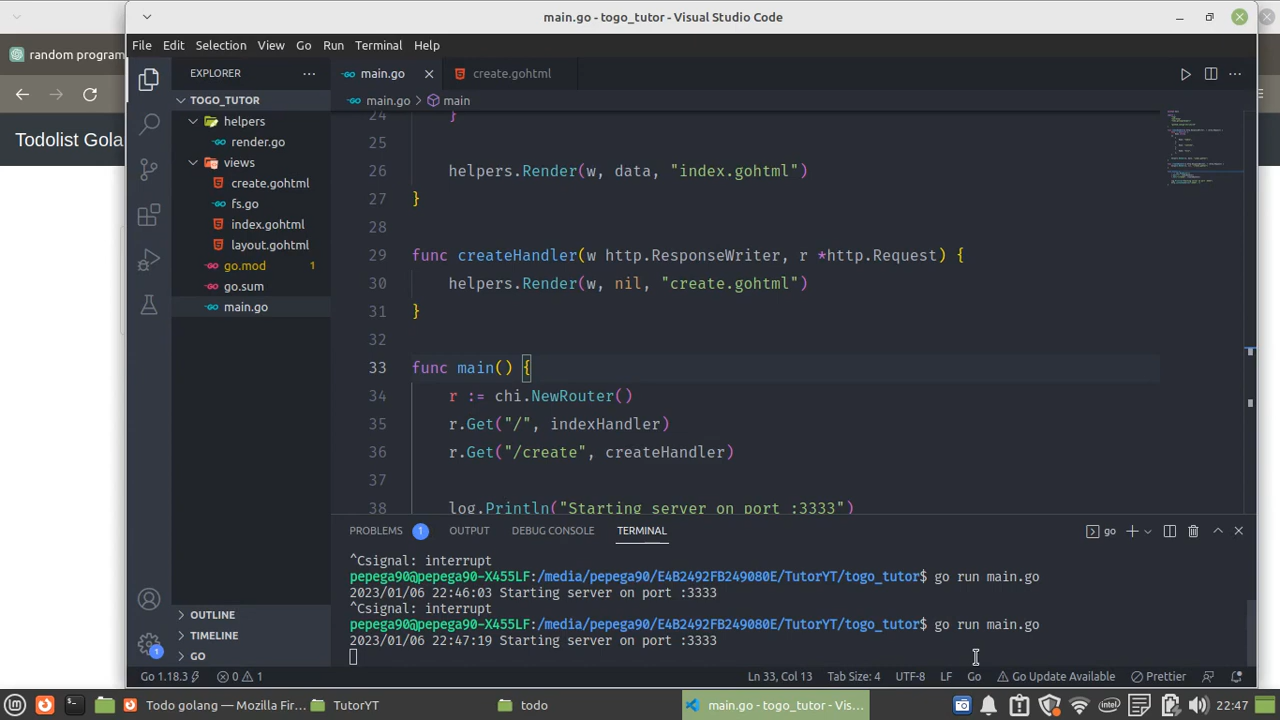 main.go - togo_tutor - Visual Studio Code
random program
File Edit Selection View Go Run Terminal Help
EXPLORER
main.go
create.gohtml
TOGO_TUTOR
main.go main
helpers
render.go
views
create.gohtml
fs.go
index.gohtml
layout.gohtml
go.mod 1
go.sum
main.go
OUTLINE
TIMELINE
GO
Todolist Gola
24 }
25
26 helpers.Render(w, data, "index.gohtml")
27 }
28
29 func createHandler(w http.ResponseWriter, r *http.Request) {
30 helpers.Render(w, nil, "create.gohtml")
31 }
32
33 func main() {
34 r := chi.NewRouter()
35 r.Get("/", indexHandler)
36 r.Get("/create", createHandler)
37
38 log.Println("Starting server on port :3333")
PROBLEMS 1 OUTPUT DEBUG CONSOLE TERMINAL
go
^Csignal: interrupt
pepega90@pepega90-X455LF:/media/pepega90/E4B2492FB249080E/TutorYT/togo_tutor$ go run main.go
2023/01/06 22:46:03 Starting server on port :3333
^Csignal: interrupt
pepega90@pepega90-X455LF:/media/pepega90/E4B2492FB249080E/TutorYT/togo_tutor$ go run main.go
2023/01/06 22:47:19 Starting server on port :3333
1
Go 1.18.3 0 1 Ln 33, Col 13 Tab Size: 4 UTF-8 LF Go Go Update Available Prettier
Todo golang — Mozilla Fir... TutorYT todo main.go - togo_tutor - Visu... intel 22:47